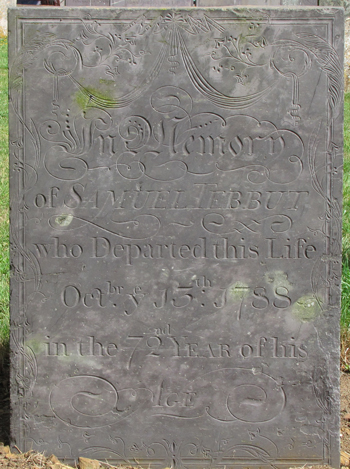 In Memory
of SAMUEL TEBBUT
who Departed this Life
Octbr. ye 15th. 1788
in the 72nd YEAR of his
Age